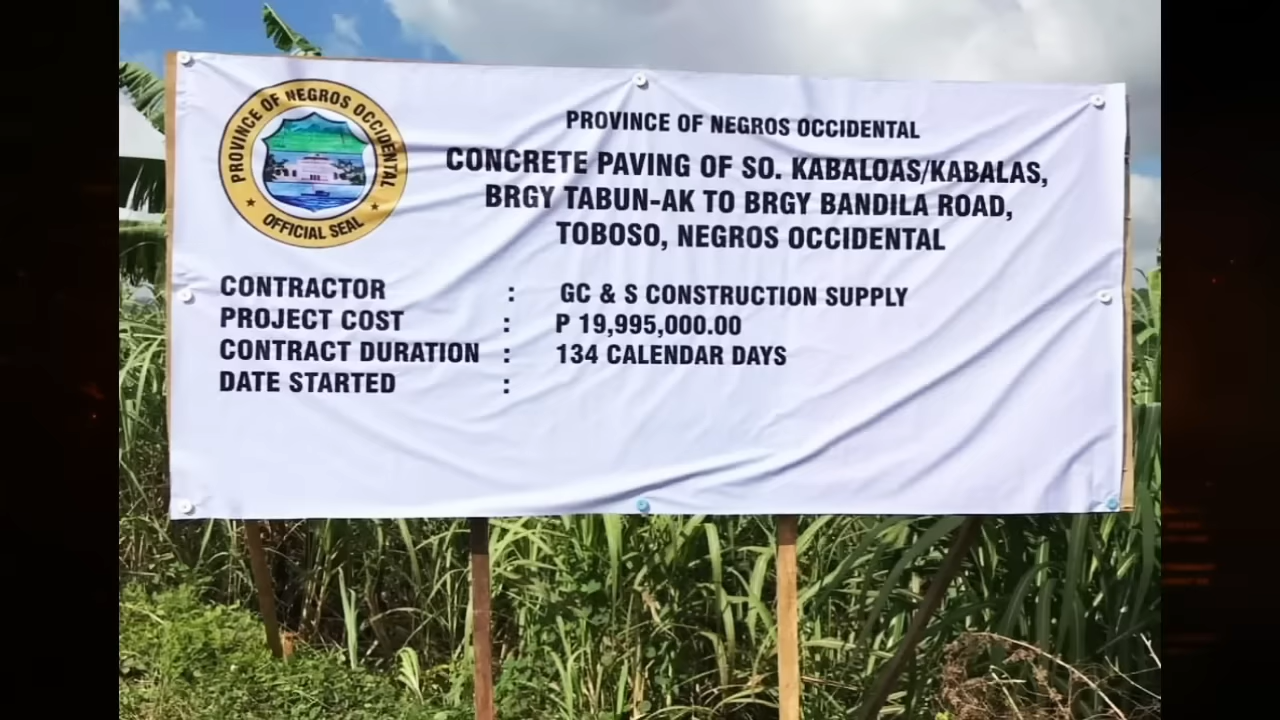 PROVINCE OF NEGROS OCCIDENTAL
OFFICIAL SEAL
PROVINCE OF NEGROS OCCIDENTAL
CONCRETE PAVING OF SO. KABALOAS/KABALAS,
BRGY TABUN-AK TO BRGY BANDILA ROAD,
TOBOSO, NEGROS OCCIDENTAL
CONTRACTOR : GC & S CONSTRUCTION SUPPLY
PROJECT COST : P 19,995,000.00
CONTRACT DURATION : 134 CALENDAR DAYS
DATE STARTED :